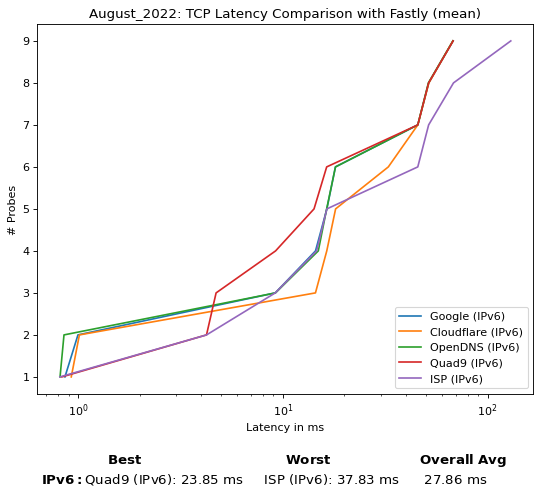 August_2022: TCP Latency Comparison with Fastly (mean)
# Probes
9
8
7
6
5
4
3
2
1
Google (IPv6)
Cloudflare (IPv6)
OpenDNS (IPv6)
Quad9 (IPv6)
ISP (IPv6)
10⁰ 10¹ 10²
Latency in ms
Best Worst Overall Avg
IPv6: Quad9 (IPv6): 23.85 ms ISP (IPv6): 37.83 ms 27.86 ms